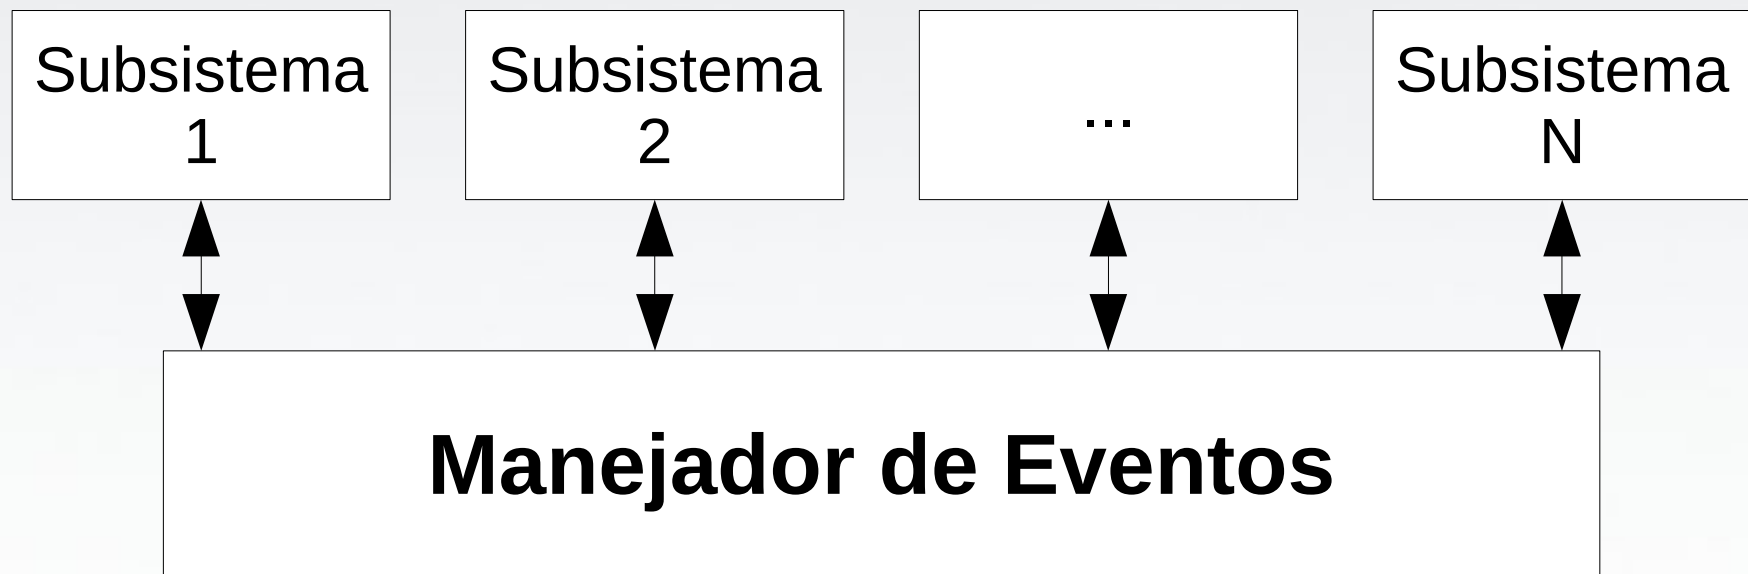 Subsistema
1
Subsistema
2
...
Subsistema
N
Manejador de Eventos